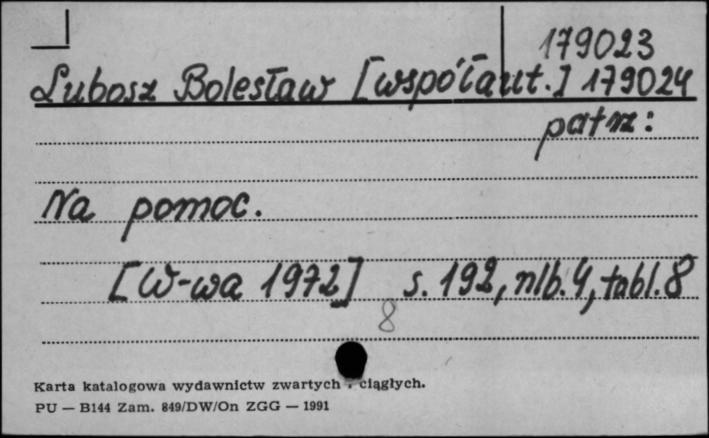 179023
Lubosz Bolesław [współaut.] 179024
patrz:
Na pomoc.
[W-wa 1972] s. 192, nlb. 4, tabl. 8
8
Karta katalogowa wydawnictw zwartych i ciągłych.
PU — B144 Zam. 849/DW/On ZGG — 1991